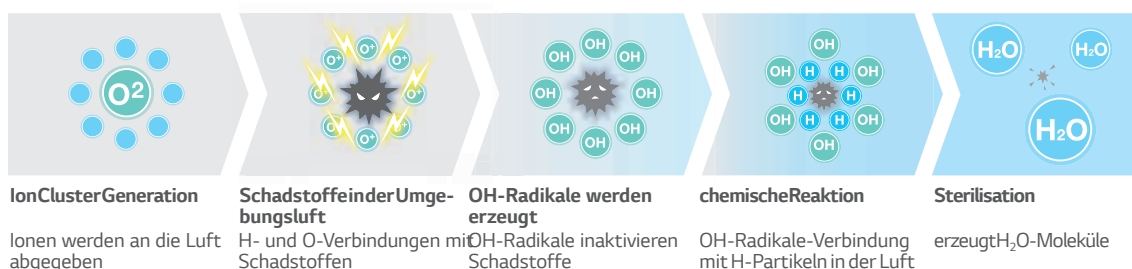 O²
O⁺ O⁺ O⁺ O⁺ O⁺ O⁺ O⁺ O⁺
OH OH OH OH OH OH OH OH
OH OH OH OH OH OH
H H H H H H
H₂O H₂O
H₂O
IonClusterGeneration
Ionen werden an die Luft
abgegeben
SchadstoffeinderUmge-
bungsluft
H- und O-Verbindungen mit
Schadstoffen
OH-Radikale werden
erzeugt
OH-Radikale inaktivieren
Schadstoffe
chemischeReaktion
OH-Radikale-Verbindung
mit H-Partikeln in der Luft
Sterilisation
erzeugtH₂O-Moleküle